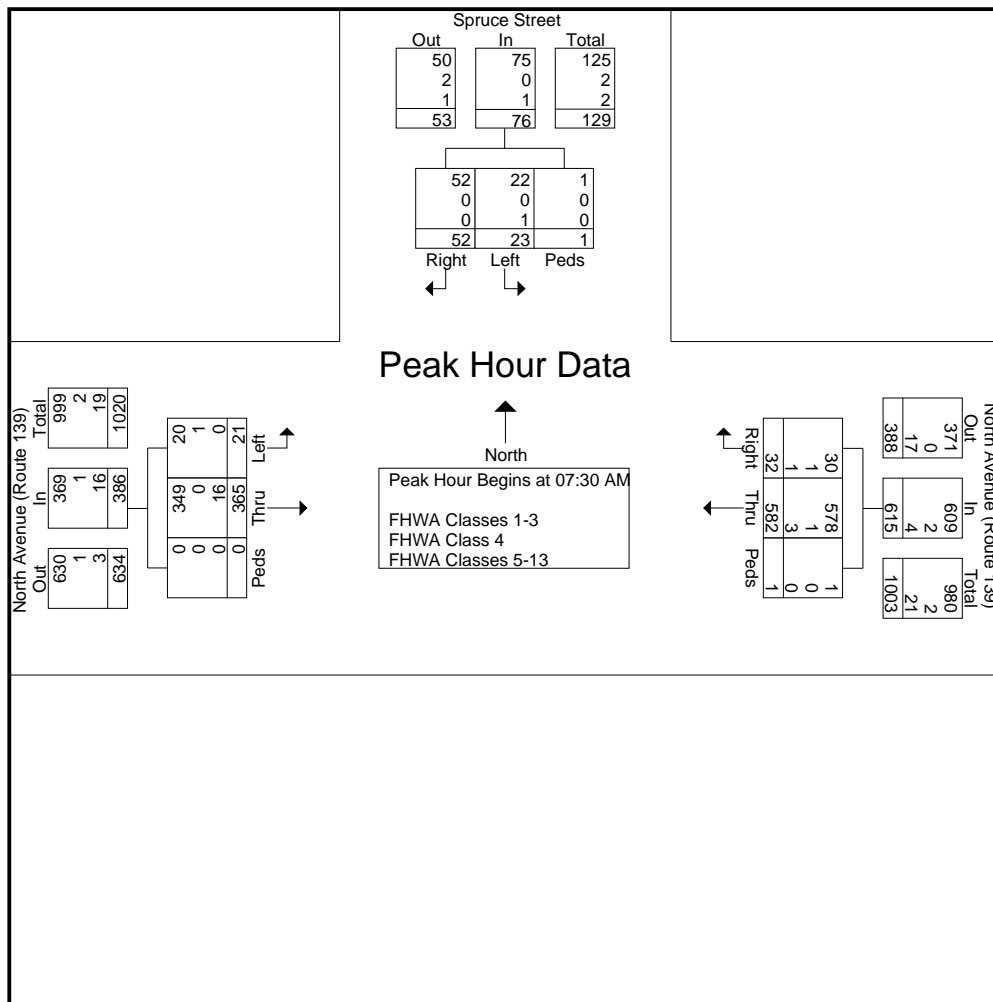 Spruce Street
Out In Total
50 75 125
2 0 2
1 1 2
53 76 129
52 22 1
0 0 0
0 1 0
52 23 1
Right Left Peds
Peak Hour Data
North
Peak Hour Begins at 07:30 AM
FHWA Classes 1-3
FHWA Class 4
FHWA Classes 5-13
North Avenue (Route 139)
Out In Total
630 369 999
1 1 2
3 16 19
634 386 1020
Left Thru Peds
20 349 0
1 0 0
0 16 0
21 365 0
North Avenue (Route 139)
Out In Total
371 609 980
0 2 2
17 4 21
388 615 1003
Right Thru Peds
30 578 1
1 1 0
1 3 0
32 582 1